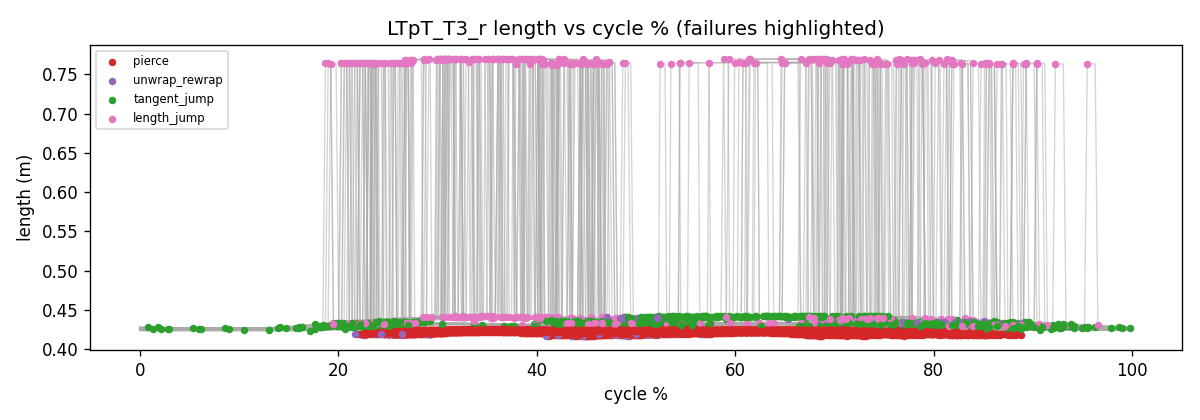 LTpT_T3_r length vs cycle % (failures highlighted)
pierce
unwrap_rewrap
tangent_jump
length_jump
length (m)
0.75
0.70
0.65
0.60
0.55
0.50
0.45
0.40
0 20 40 60 80 100
cycle %